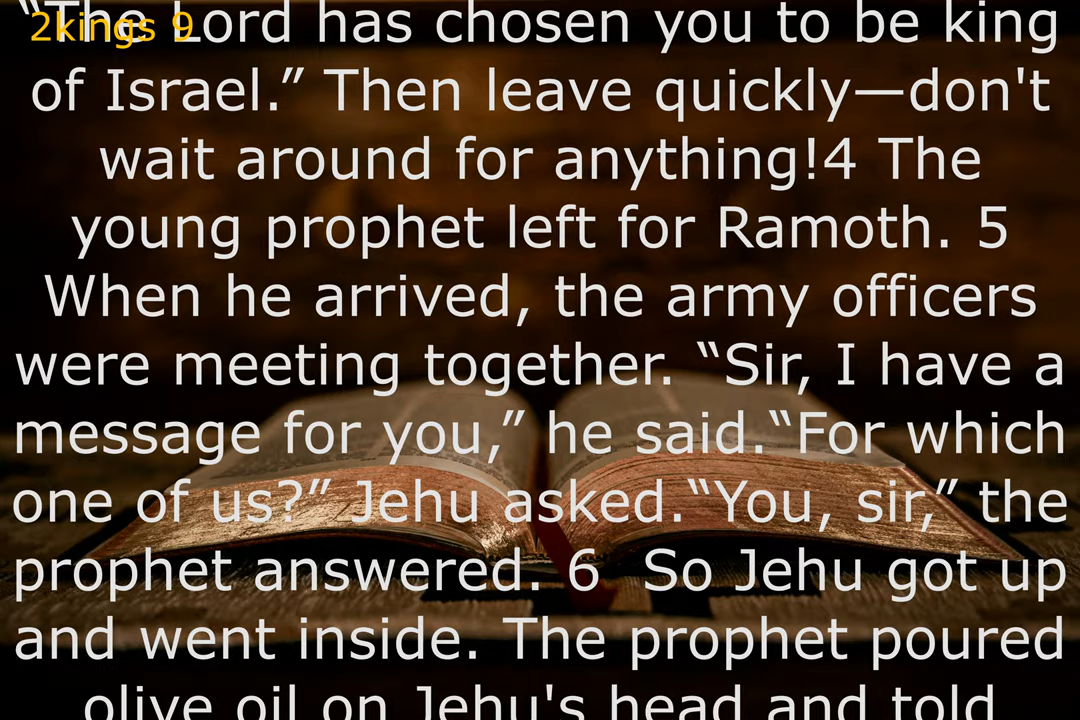 2kings 9
“The Lord has chosen you to be king
of Israel.” Then leave quickly—don't
wait around for anything!4 The
young prophet left for Ramoth. 5
When he arrived, the army officers
were meeting together. “Sir, I have a
message for you,” he said.“For which
one of us?” Jehu asked.“You, sir,” the
prophet answered. 6  So Jehu got up
and went inside. The prophet poured
olive oil on Jehu's head and told